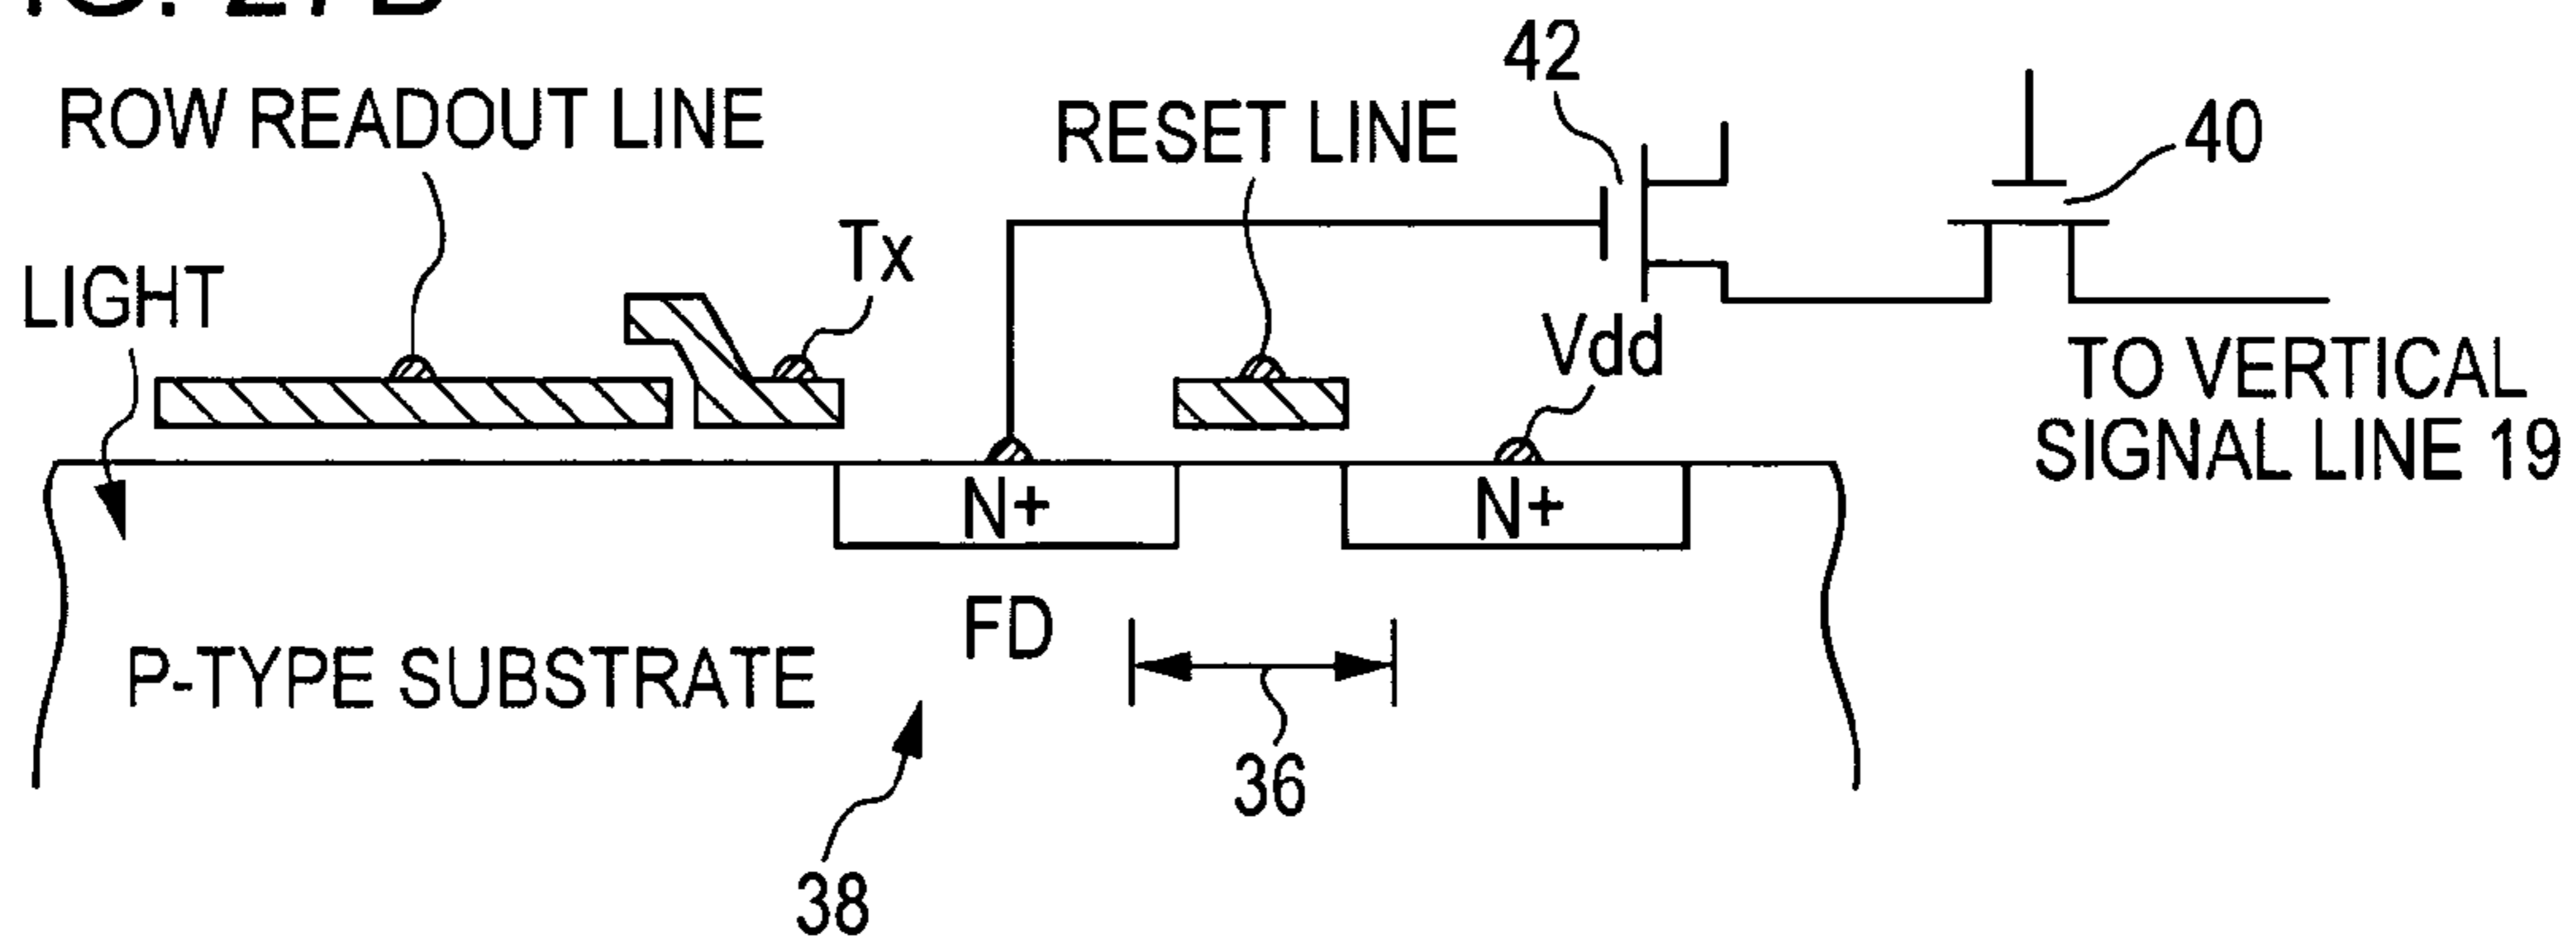 42
ROW READOUT LINE
RESET LINE
40
Tx
LIGHT
Vdd
TO VERTICAL
SIGNAL LINE 19
N+
N+
FD
P-TYPE SUBSTRATE
36
38